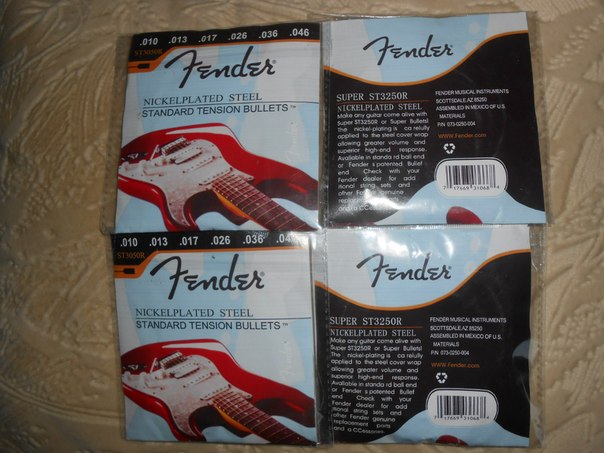 .010 .013 .017 .026 .036 .046
ST3050R
Fender
NICKELPLATED STEEL
STANDARD TENSION BULLETS™
Fender
SUPER ST3250R
NICKELPLATED STEEL
Make any guitar come alive with
Super ST3250R or Super Bullets!
The nickel-plating is ca refully
applied to the steel cover wrap
allowing greater volume and
superior high-end response.
Available in standa rd ball end
or Fender s patented Bullet
end Check with your
Fender dealer for add
itional string sets and
other Fender genuine
replacement parts
and a CCessories.
FENDER MUSICAL INSTRUMENTS
SCOTTSDALE,AZ 85250
ASSEMBLED IN MEXICO OF U.S.
MATERIALS
P/N 073-0250-004
www.Fender.com
7 17669 31068 4
.010 .013 .017 .026 .036
ST3050R
Fender
NICKELPLATED STEEL
STANDARD TENSION BULLETS™
Fender
SUPER ST3250R
NICKELPLATED STEEL
Make any guitar come alive with
Super ST3250R or Super Bullets!
The nickel-plating is ca refully
applied to the steel cover wrap
allowing greater volume and
superior high-end response.
Available in standa rd ball end
or Fender s patented Bullet
end Check with your
Fender dealer for add
itional string sets and
other Fender genuine
replacement parts
and a CCessories.
FENDER MUSICAL INSTRUMENTS
SCOTTSDALE,AZ 85250
ASSEMBLED IN MEXICO OF U.S.
MATERIALS
P/N 073-0250-004
www.Fender.com
7 17669 31068 4